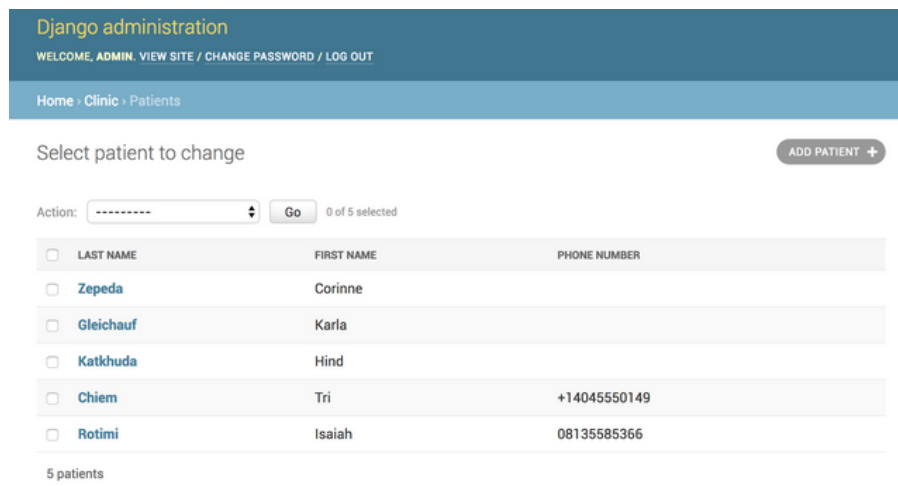 Django administration
WELCOME, ADMIN. VIEW SITE / CHANGE PASSWORD / LOG OUT
Home › Clinic › Patients
Select patient to change
ADD PATIENT +
Action: --------- Go 0 of 5 selected
LAST NAME FIRST NAME PHONE NUMBER
Zepeda Corinne
Gleichauf Karla
Katkhuda Hind
Chiem Tri +14045550149
Rotimi Isaiah 08135585366
5 patients